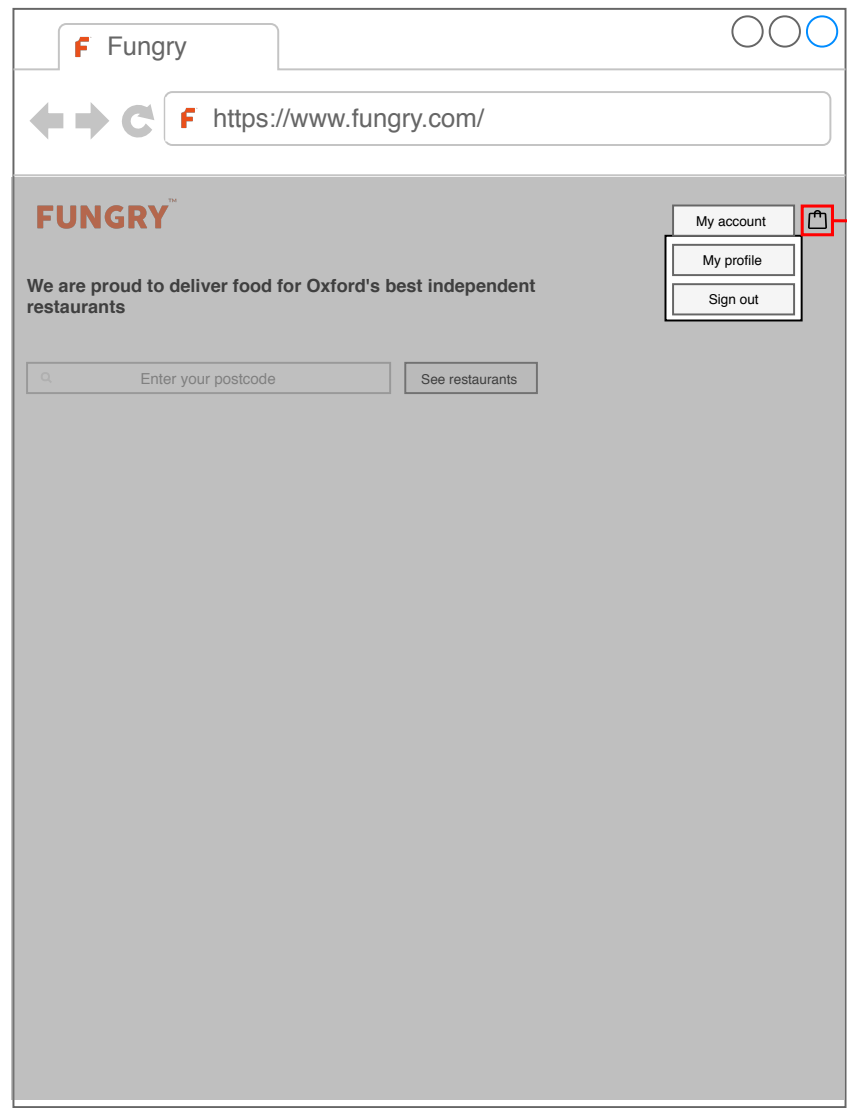 Fungry
https://www.fungry.com/
FUNGRY™
My account
My profile
Sign out
We are proud to deliver food for Oxford's best independent
restaurants
Enter your postcode
See restaurants